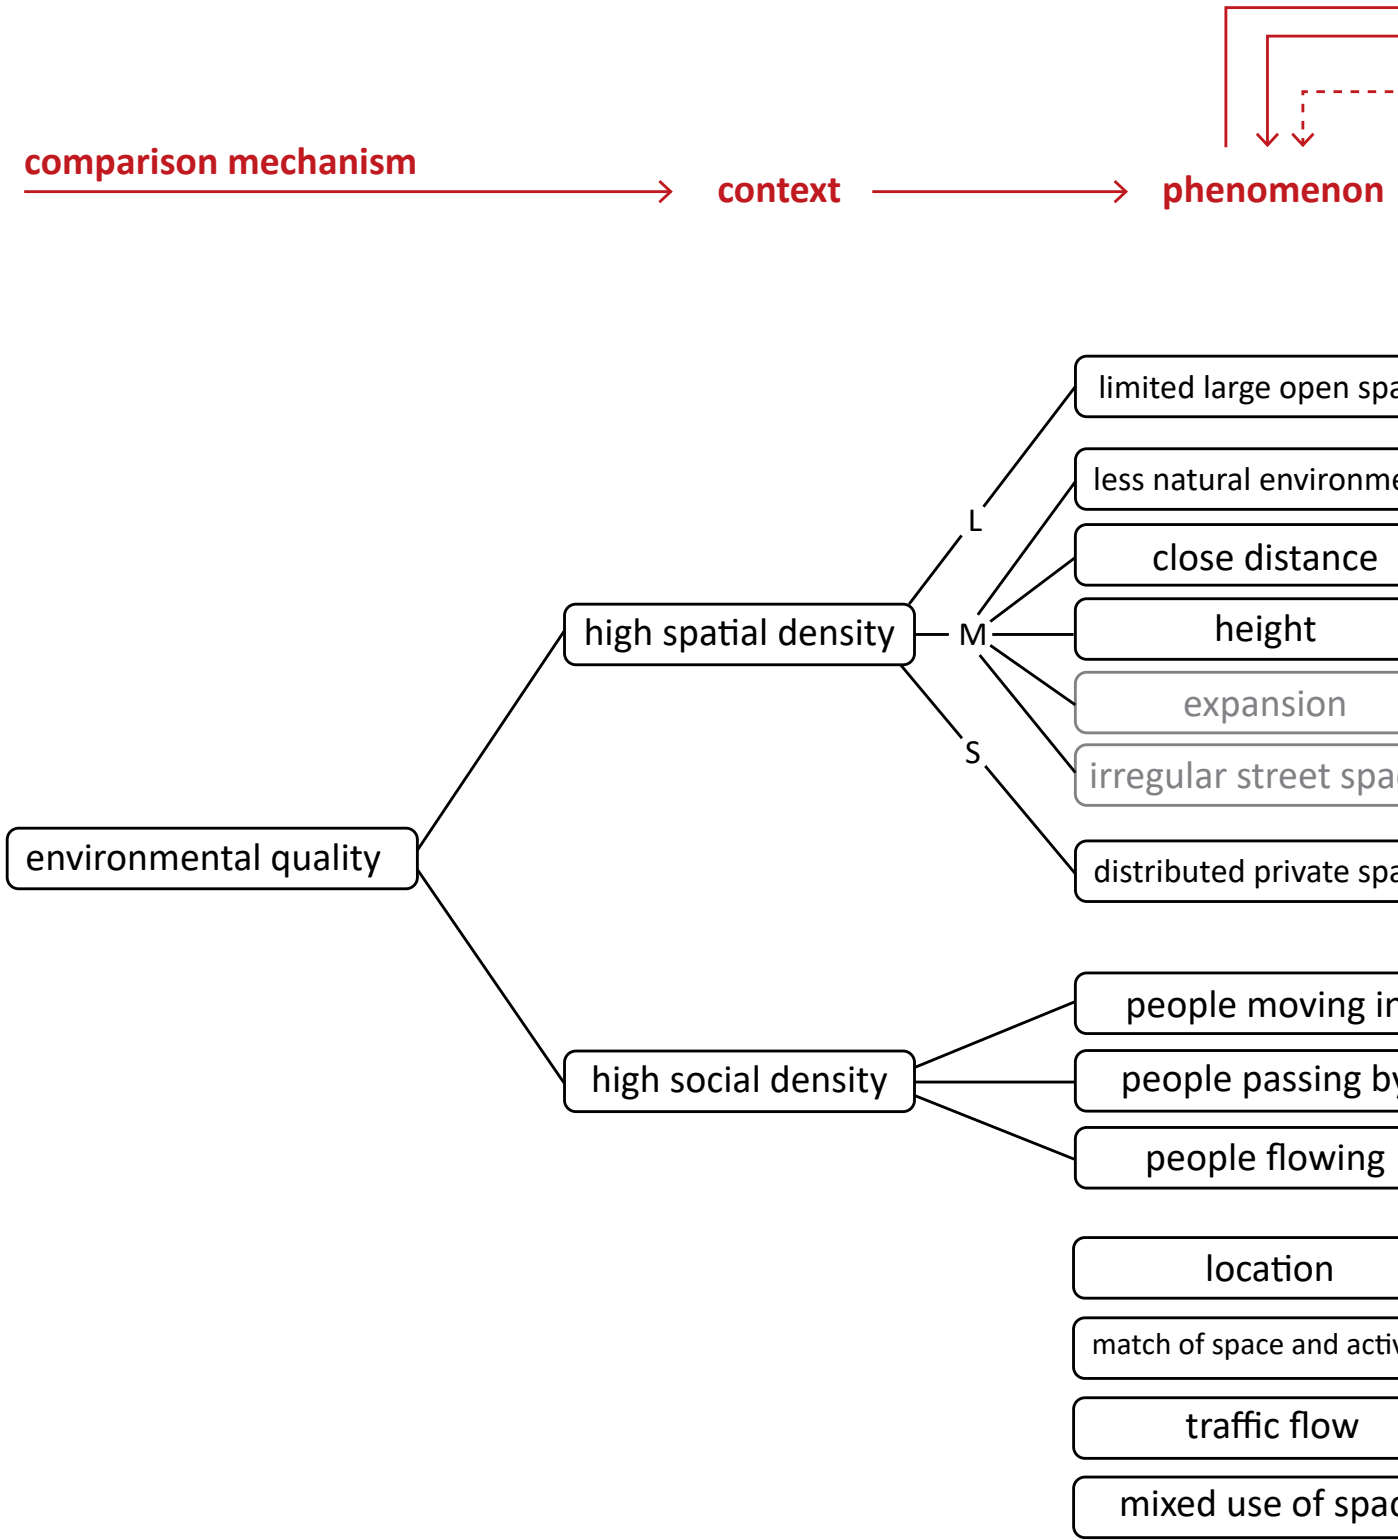 comparison mechanism
context
phenomenon
limited large open spa
less natural environme
L
close distance
high spatial density
M
height
expansion
S
irregular street spac
environmental quality
distributed private spa
people moving in
high social density
people passing by
people flowing
location
match of space and activ
traffic flow
mixed use of spac